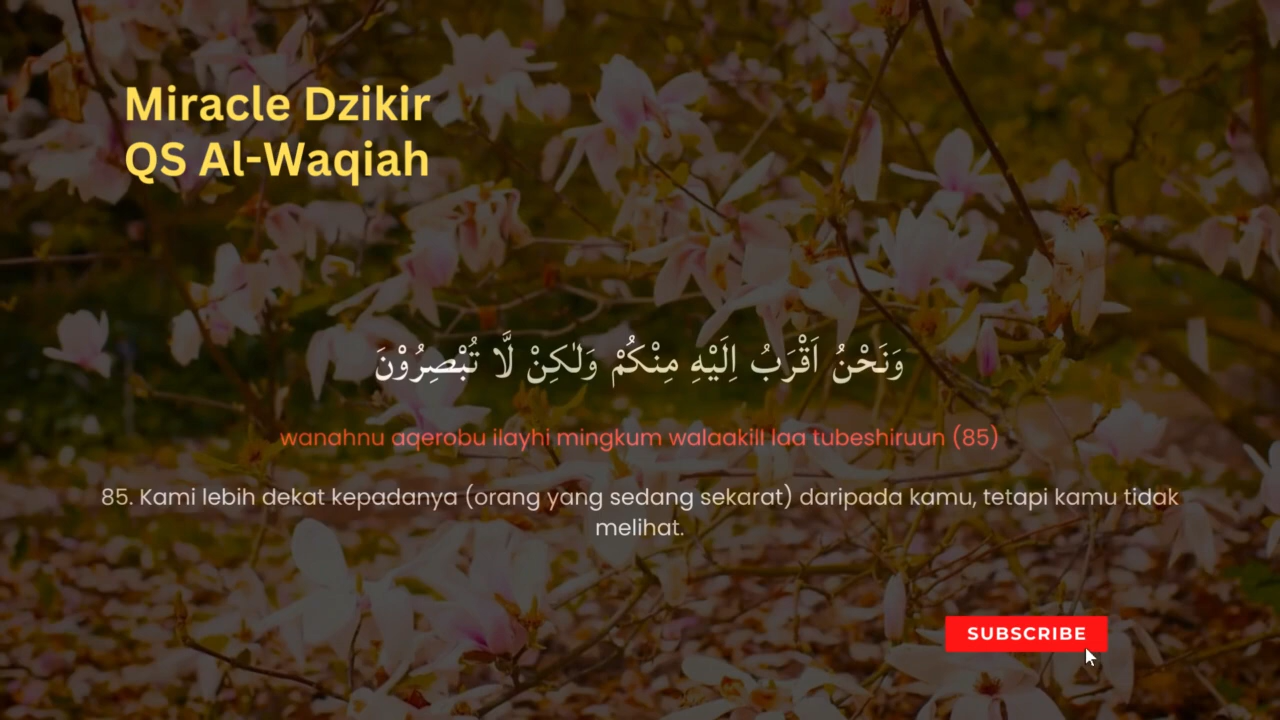 Miracle Dzikir
QS Al-Waqiah
وَنَحْنُ اَقْرَبُ اِلَيْهِ مِنْكُمْ وَلٰكِنْ لَّا تُبْصِرُوْنَ
wanahnu aqerobu ilayhi mingkum walaakill laa tubeshiruun (85)
85. Kami lebih dekat kepadanya (orang yang sedang sekarat) daripada kamu, tetapi kamu tidak
melihat.
SUBSCRIBE